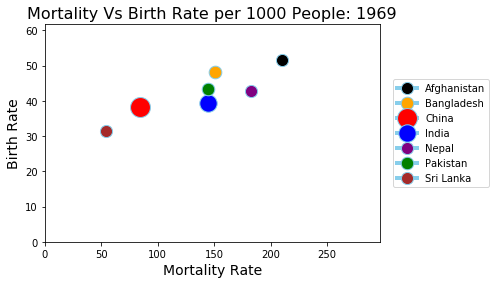 Mortality Vs Birth Rate per 1000 People: 1969
Birth Rate
60
50
40
30
20
10
0
0 50 100 150 200 250
Mortality Rate
Afghanistan
Bangladesh
China
India
Nepal
Pakistan
Sri Lanka